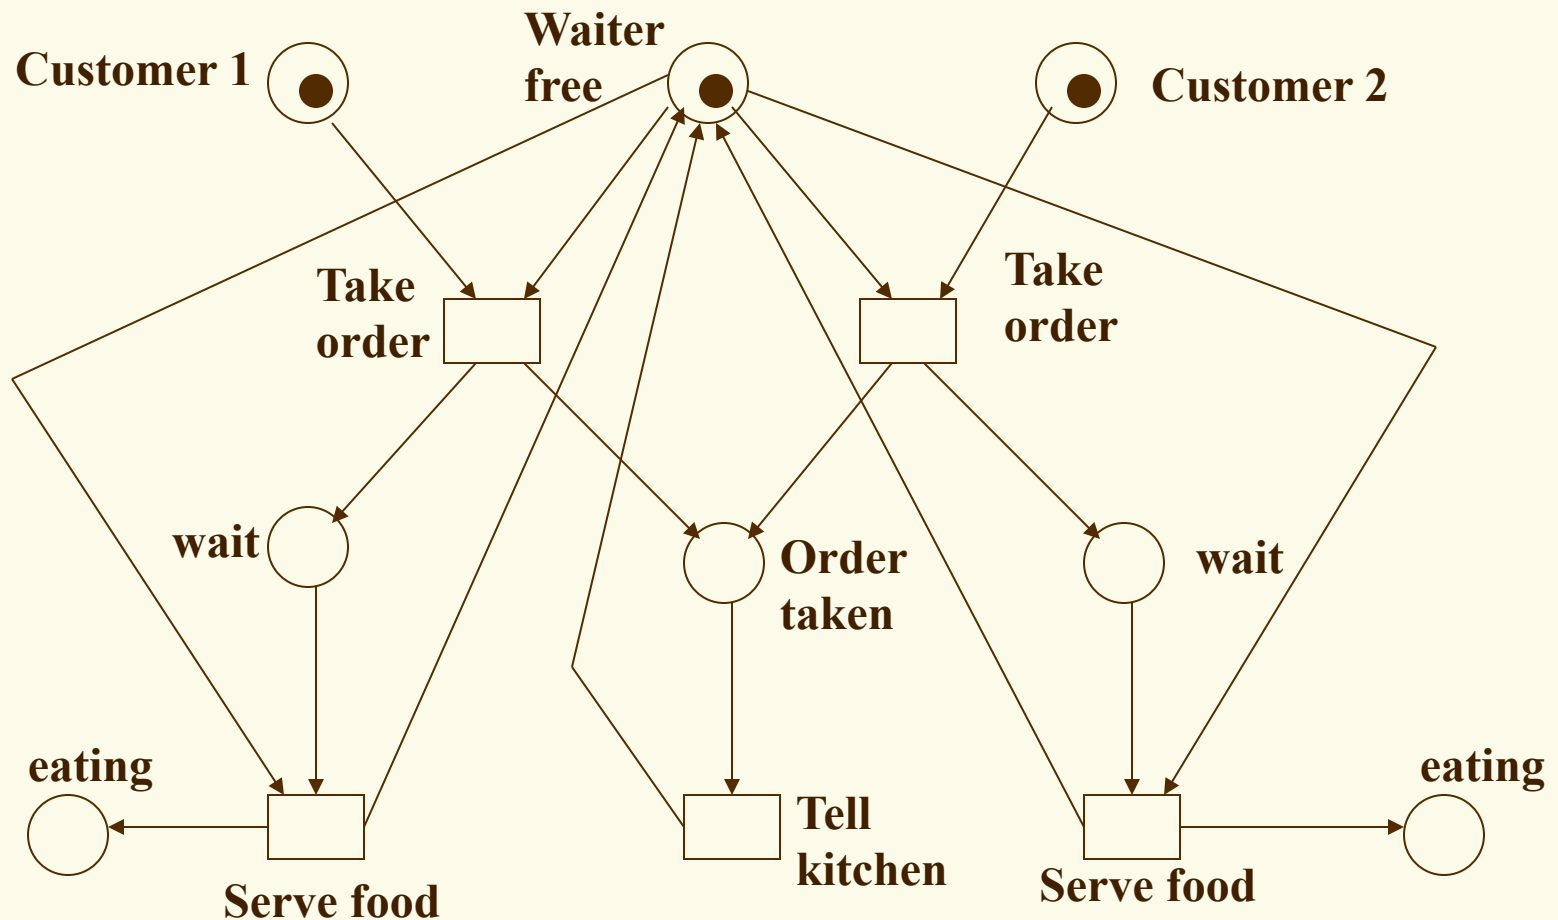 Customer 1
Waiter
free
Customer 2
Take
order
Take
order
wait
Order
taken
wait
eating
eating
Tell
kitchen
Serve food
Serve food